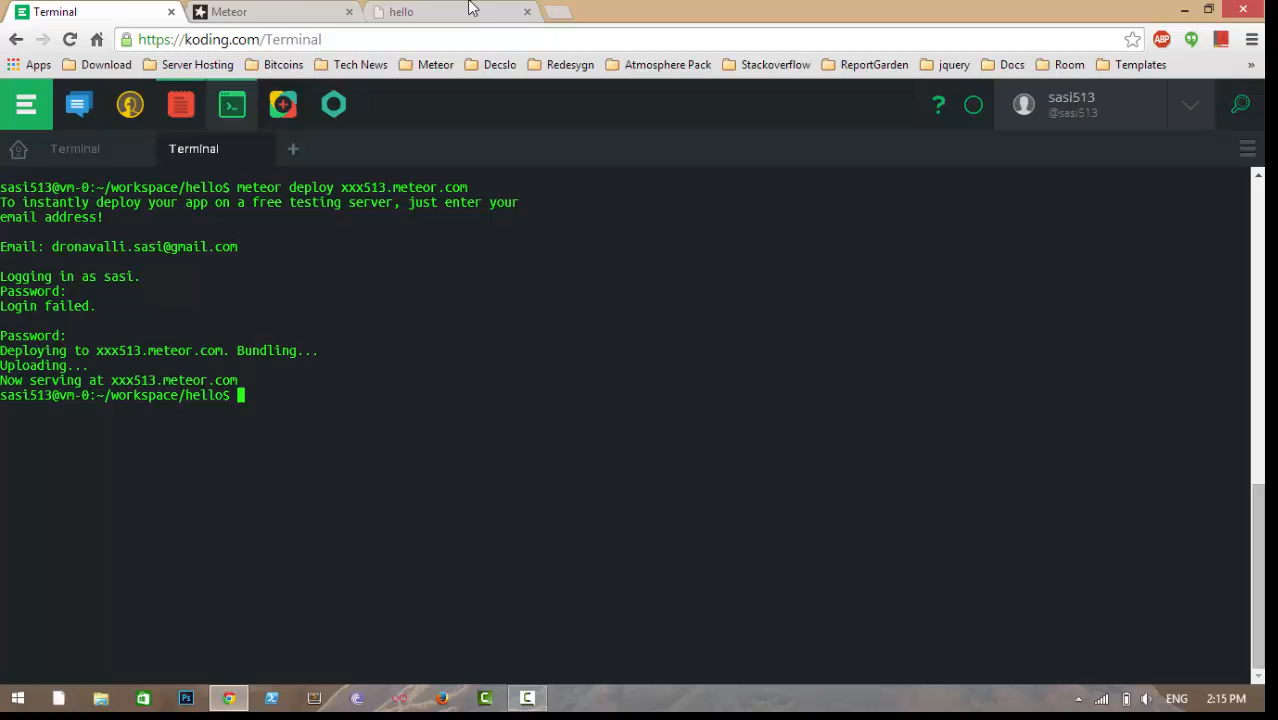 Terminal
Meteor
hello
https://koding.com/Terminal
ABP
Apps
Download
Server Hosting
Bitcoins
Tech News
Meteor
Decslo
Redesygn
Atmosphere Pack
Stackoverflow
ReportGarden
jquery
Docs
Room
Templates
»
?
sasi513
@sasi513
Terminal
Terminal
+
sasi513@vm-0:~/workspace/hello$ meteor deploy xxx513.meteor.com
To instantly deploy your app on a free testing server, just enter your
email address!
Email: dronavalli.sasi@gmail.com
Logging in as sasi.
Password:
Login failed.
Password:
Deploying to xxx513.meteor.com. Bundling...
Uploading...
Now serving at xxx513.meteor.com
sasi513@vm-0:~/workspace/hello$
Ps
ENG
2:15 PM